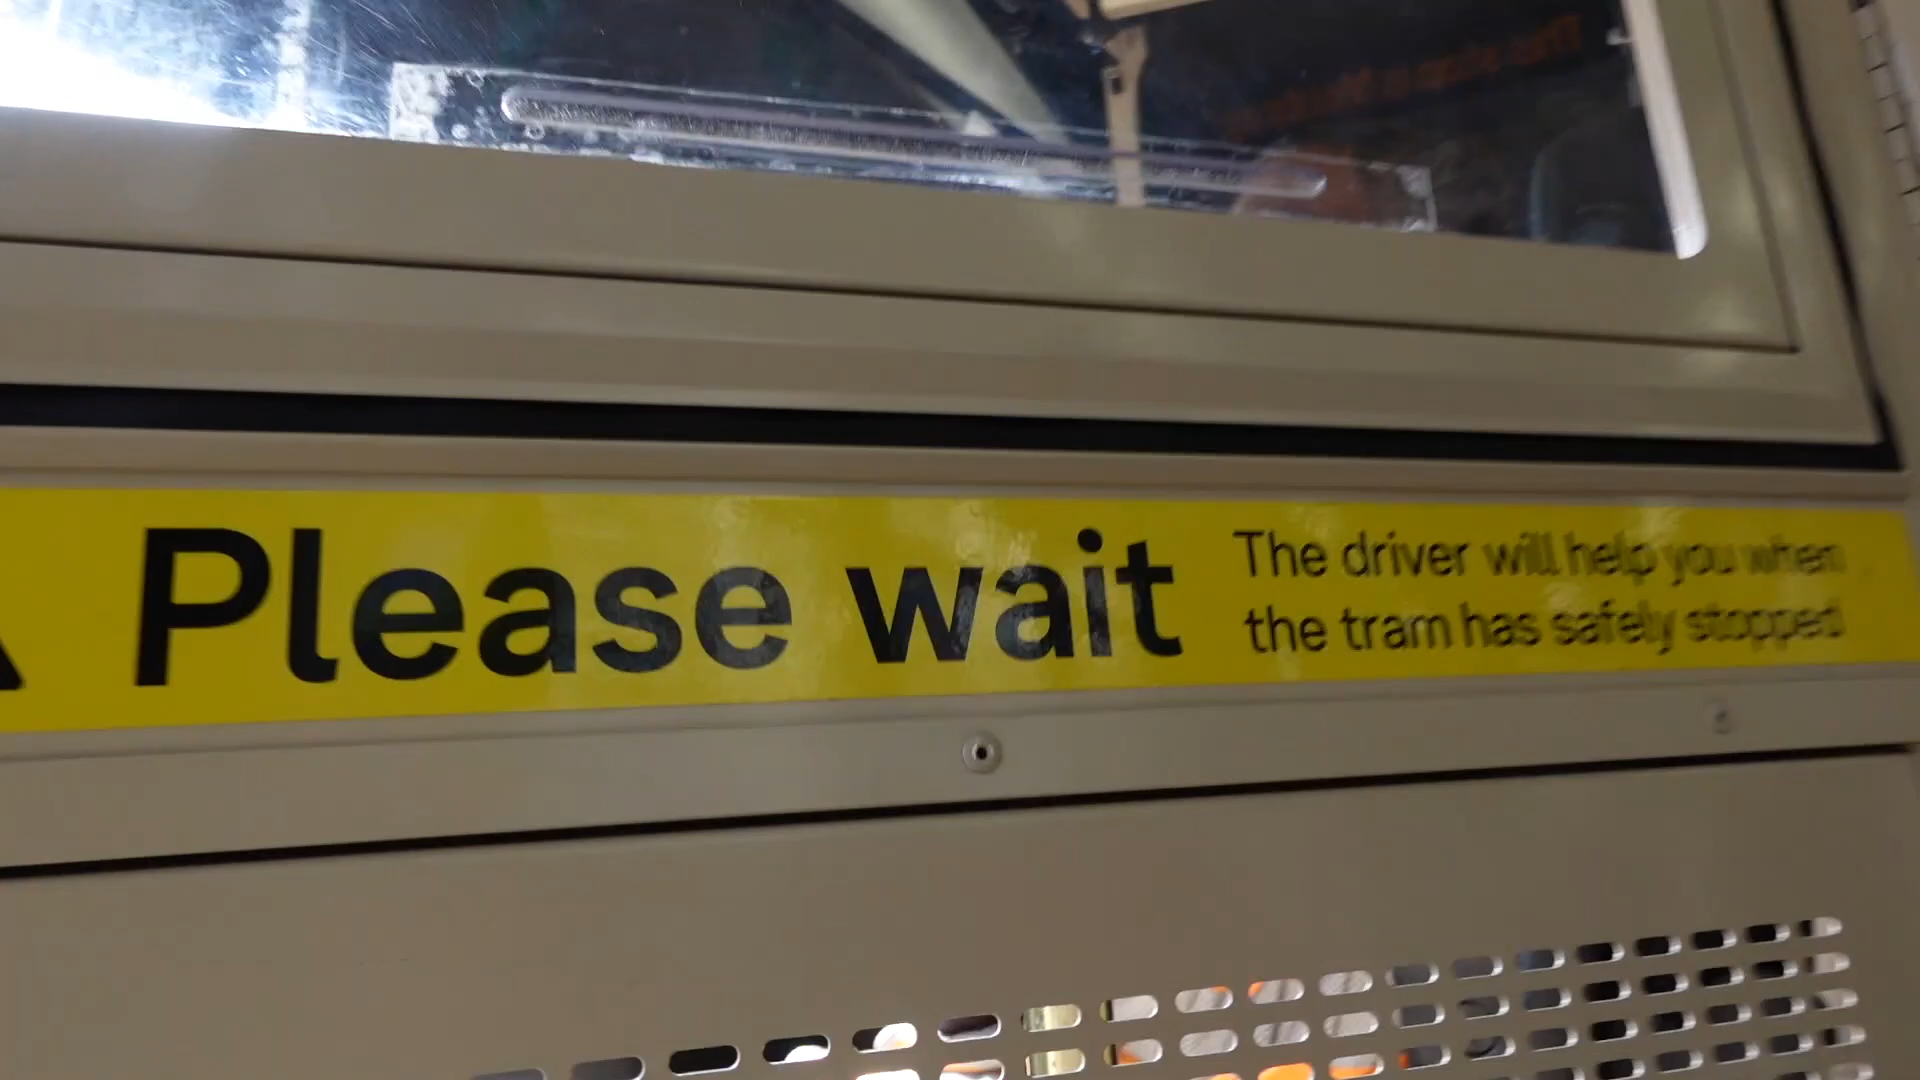 Please wait
The driver will help you when
the tram has safely stopped